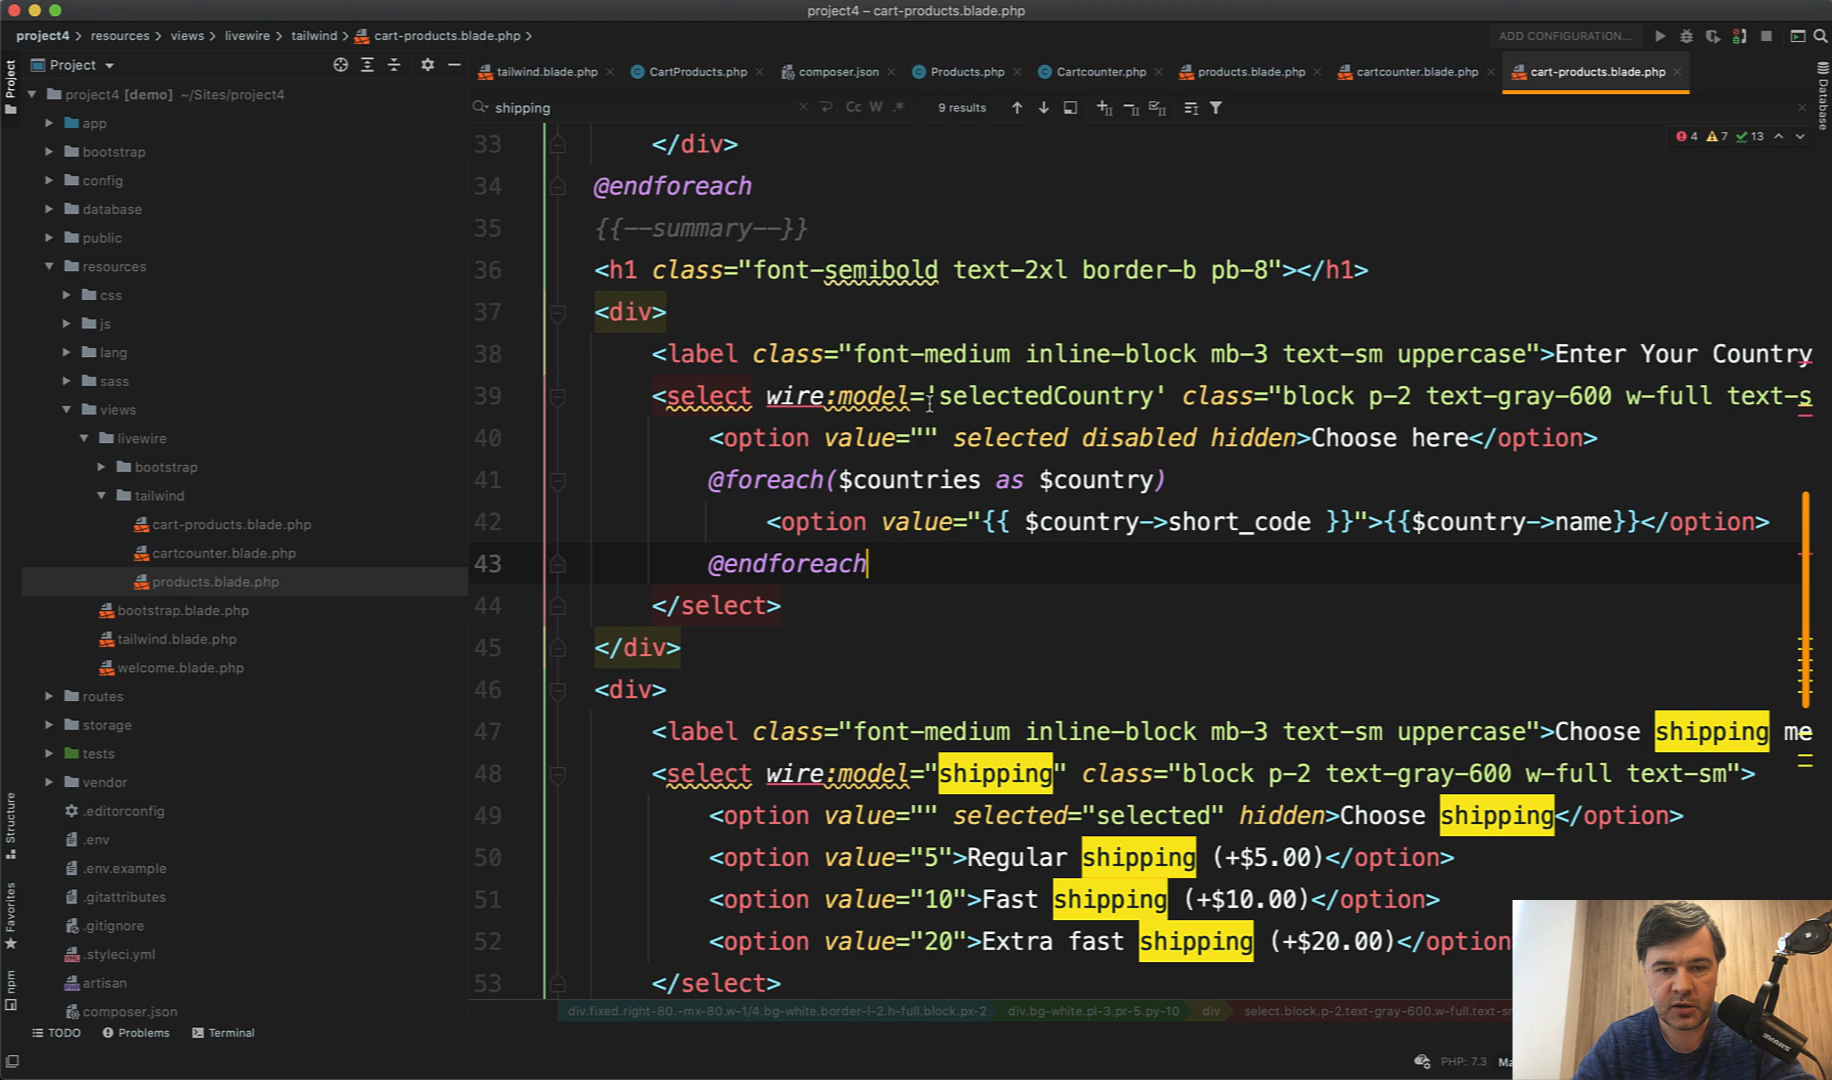 project4 – cart-products.blade.php
project4 resources views livewire tailwind cart-products.blade.php
ADD CONFIGURATION...
Project
tailwind.blade.php CartProducts.php composer.json Products.php Cartcounter.php products.blade.php cartcounter.blade.php cart-products.blade.php
shipping
Cc W .* 9 results
4 7 13
Project
Structure
Favorites
npm
Database
project4 [demo] ~/Sites/project4
app
bootstrap
config
database
public
resources
css
js
lang
sass
views
livewire
bootstrap
tailwind
cart-products.blade.php
cartcounter.blade.php
products.blade.php
bootstrap.blade.php
tailwind.blade.php
welcome.blade.php
routes
storage
tests
vendor
.editorconfig
.env
.env.example
.gitattributes
.gitignore
.styleci.yml
artisan
composer.json
33 </div>
34 @endforeach
35 {{--summary--}}
36 <h1 class="font-semibold text-2xl border-b pb-8"></h1>
37 <div>
38 <label class="font-medium inline-block mb-3 text-sm uppercase">Enter Your Country
39 <select wire:model='selectedCountry' class="block p-2 text-gray-600 w-full text-s
40 <option value="" selected disabled hidden>Choose here</option>
41 @foreach($countries as $country)
42 <option value="{{ $country->short_code }}">{{$country->name}}</option>
43 @endforeach
44 </select>
45 </div>
46 <div>
47 <label class="font-medium inline-block mb-3 text-sm uppercase">Choose shipping me
48 <select wire:model="shipping" class="block p-2 text-gray-600 w-full text-sm">
49 <option value="" selected="selected" hidden>Choose shipping</option>
50 <option value="5">Regular shipping (+$5.00)</option>
51 <option value="10">Fast shipping (+$10.00)</option>
52 <option value="20">Extra fast shipping (+$20.00)</option
53 </select>
div.fixed.right-80.-mx-80.w-1/4.bg-white.border-l-2.h-full.block.px-2 div.bg-white.pl-3.pr-5.py-10 div select.block.p-2.text-gray-600.w-full.text-sm
TODO Problems Terminal
PHP: 7.3 Ma